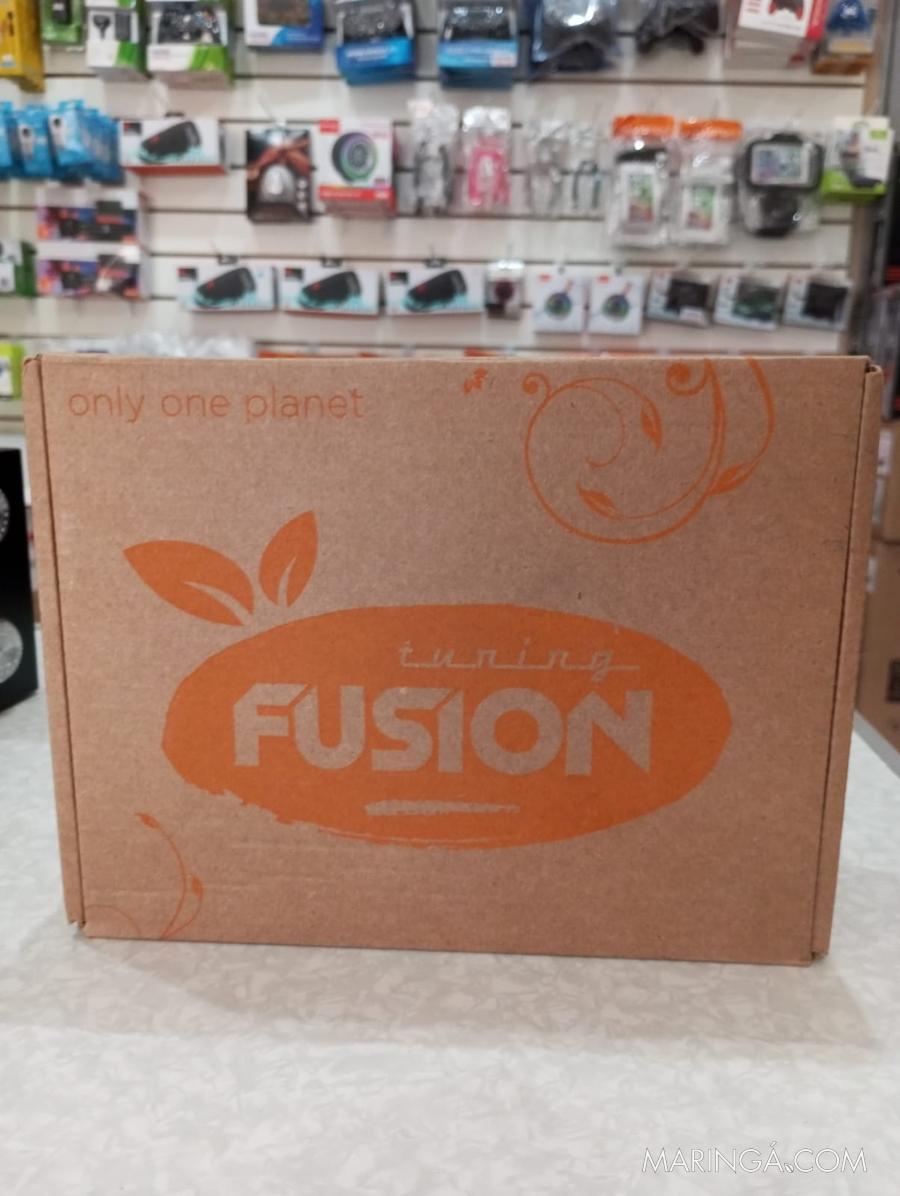 only one planet
tuning
FUSION
MARINGÁ.COM